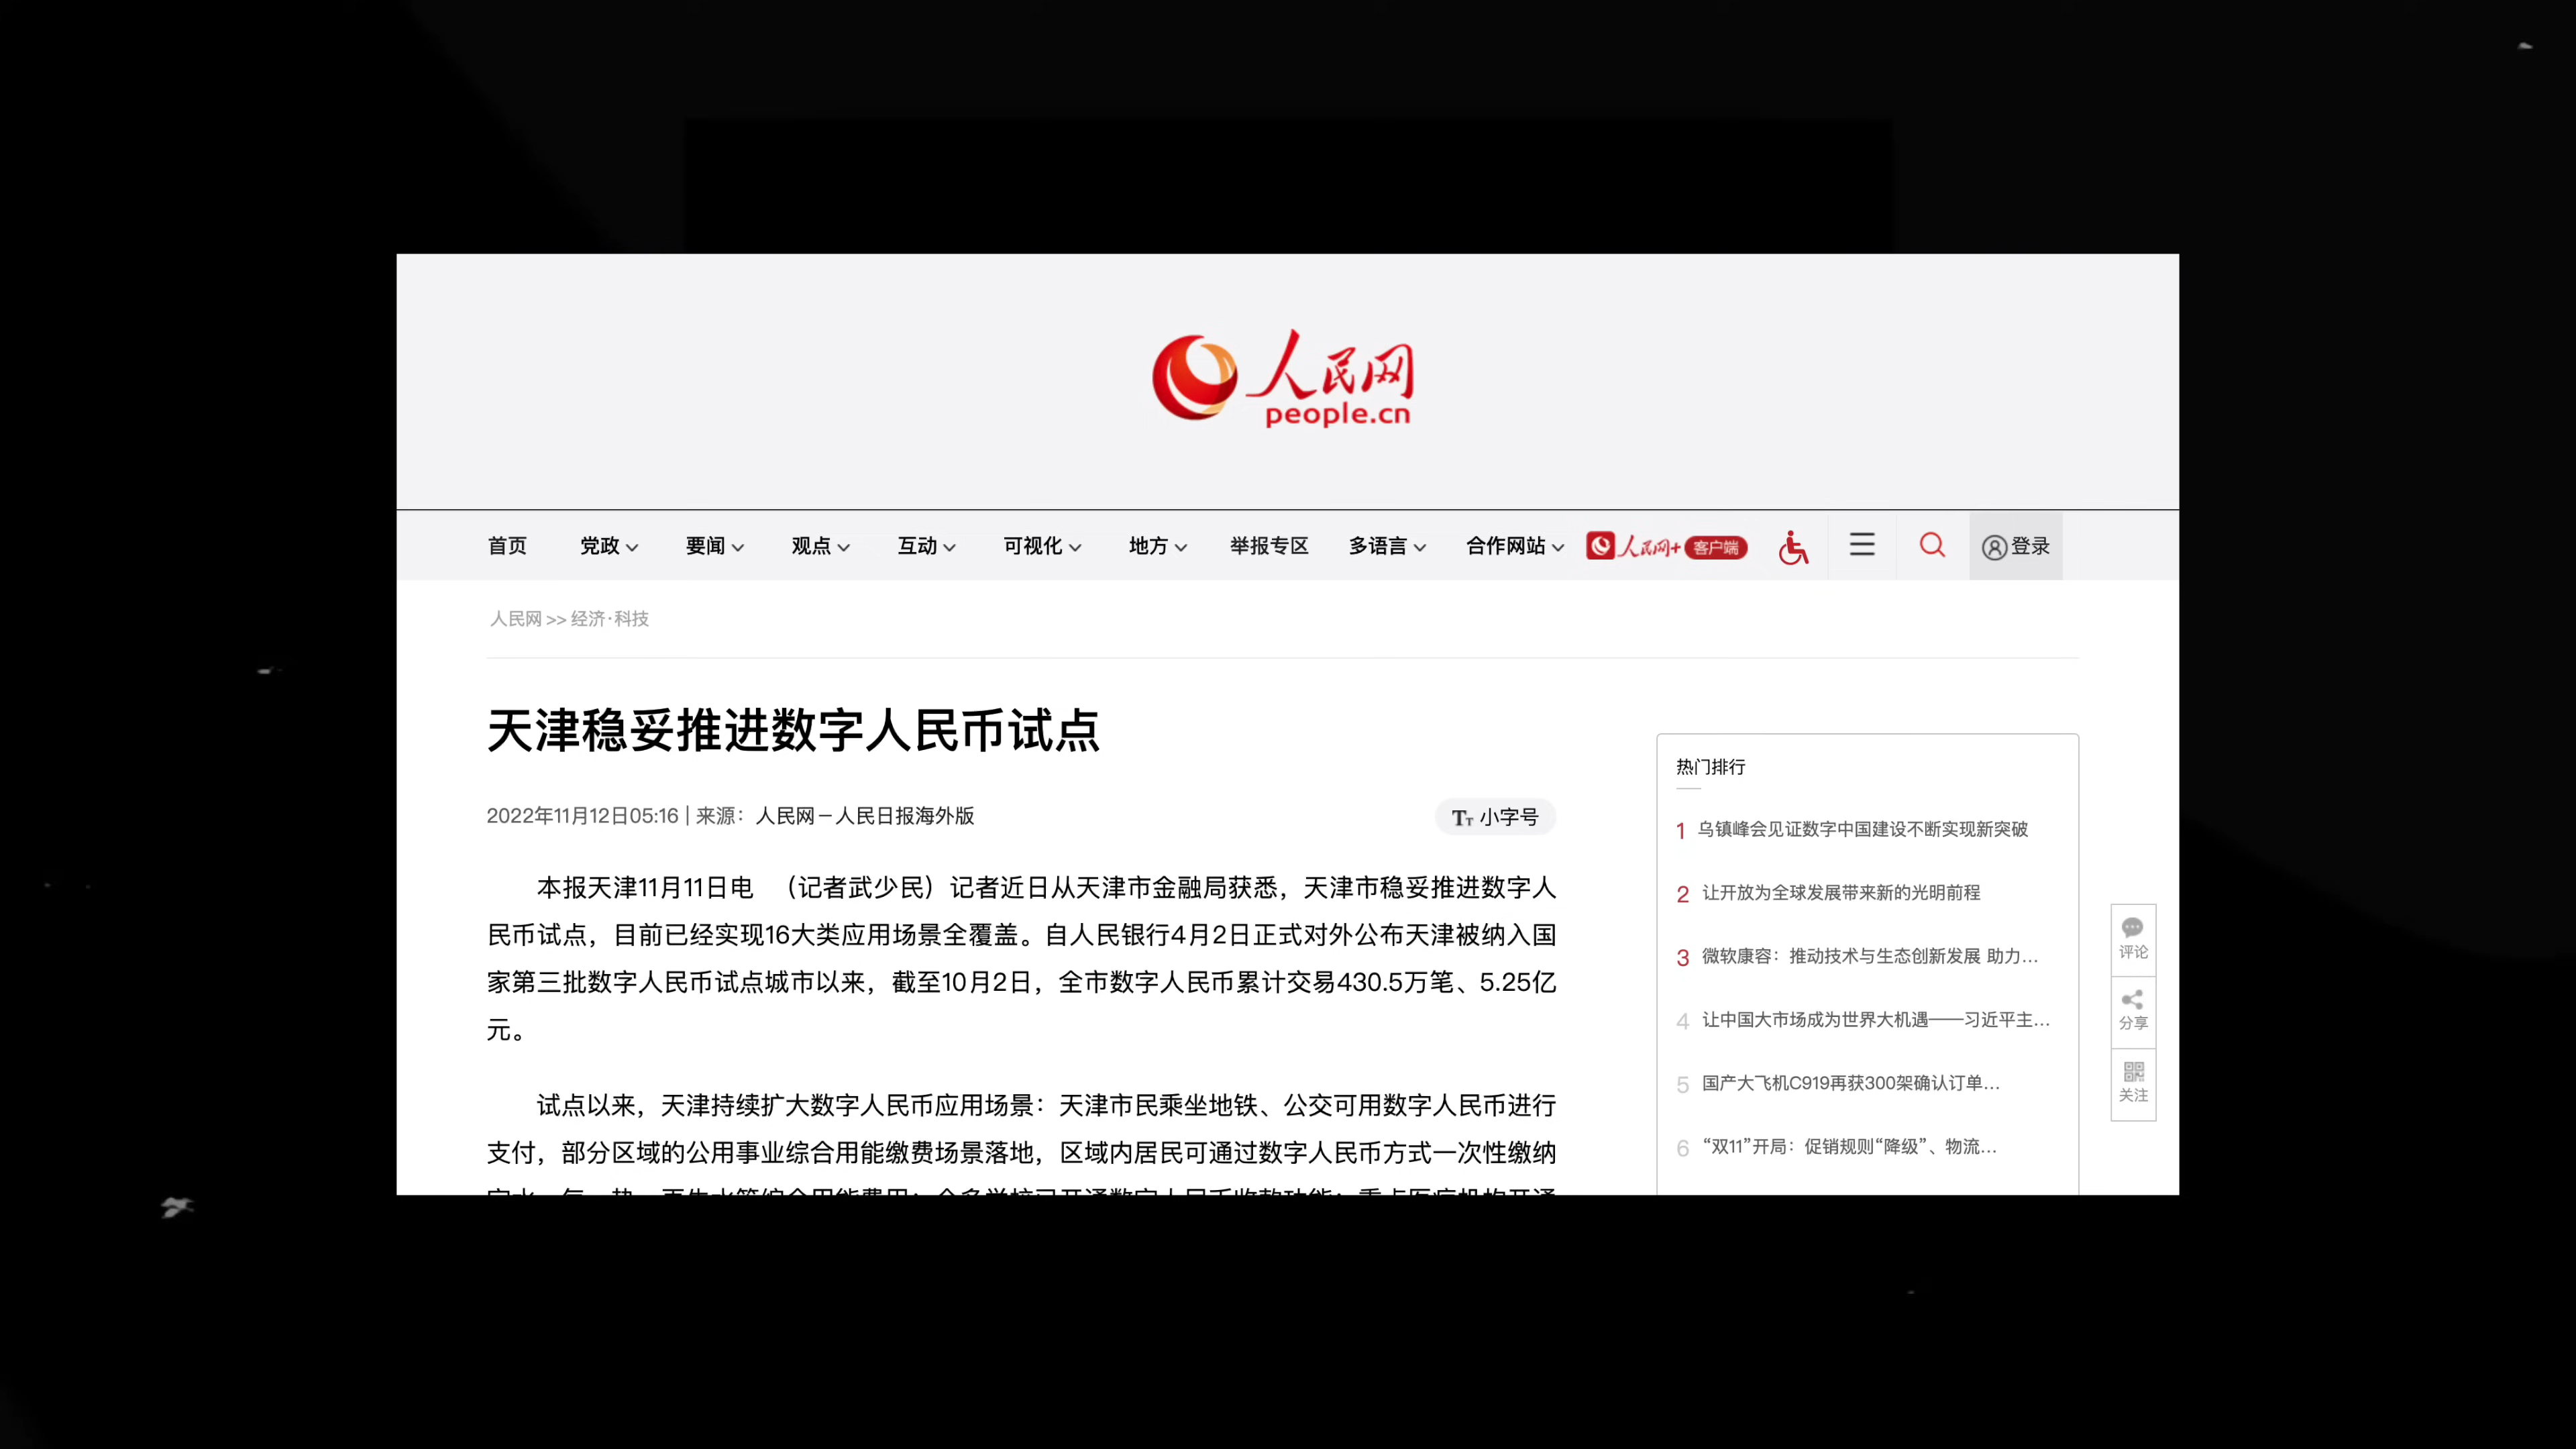 人民网
people.cn
首页 党政 要闻 观点 互动 可视化 地方 举报专区 多语言 合作网站 人民网+ 客户端 登录
人民网 >> 经济·科技
天津稳妥推进数字人民币试点
2022年11月12日05:16 | 来源：人民网－人民日报海外版
小字号
本报天津11月11日电 （记者武少民）记者近日从天津市金融局获悉，天津市稳妥推进数字人
民币试点，目前已经实现16大类应用场景全覆盖。自人民银行4月2日正式对外公布天津被纳入国
家第三批数字人民币试点城市以来，截至10月2日，全市数字人民币累计交易430.5万笔、5.25亿
元。
试点以来，天津持续扩大数字人民币应用场景：天津市民乘坐地铁、公交可用数字人民币进行
支付，部分区域的公用事业综合用能缴费场景落地，区域内居民可通过数字人民币方式一次性缴纳
热门排行
1 乌镇峰会见证数字中国建设不断实现新突破
2 让开放为全球发展带来新的光明前程
3 微软康容：推动技术与生态创新发展 助力…
4 让中国大市场成为世界大机遇——习近平主…
5 国产大飞机C919再获300架确认订单…
6 “双11”开局：促销规则“降级”、物流…
评论
分享
关注